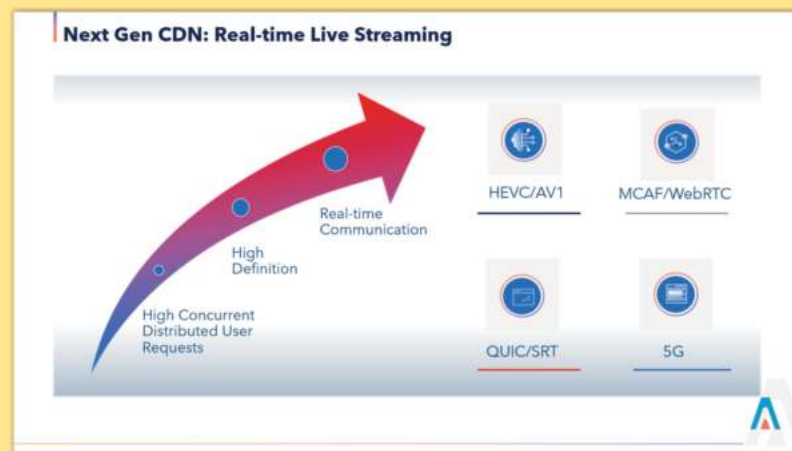 Next Gen CDN: Real-time Live Streaming
Real-time
Communication
High
Definition
High Concurrent
Distributed User
Requests
HEVC/AV1
MCAF/WebRTC
QUIC/SRT
5G